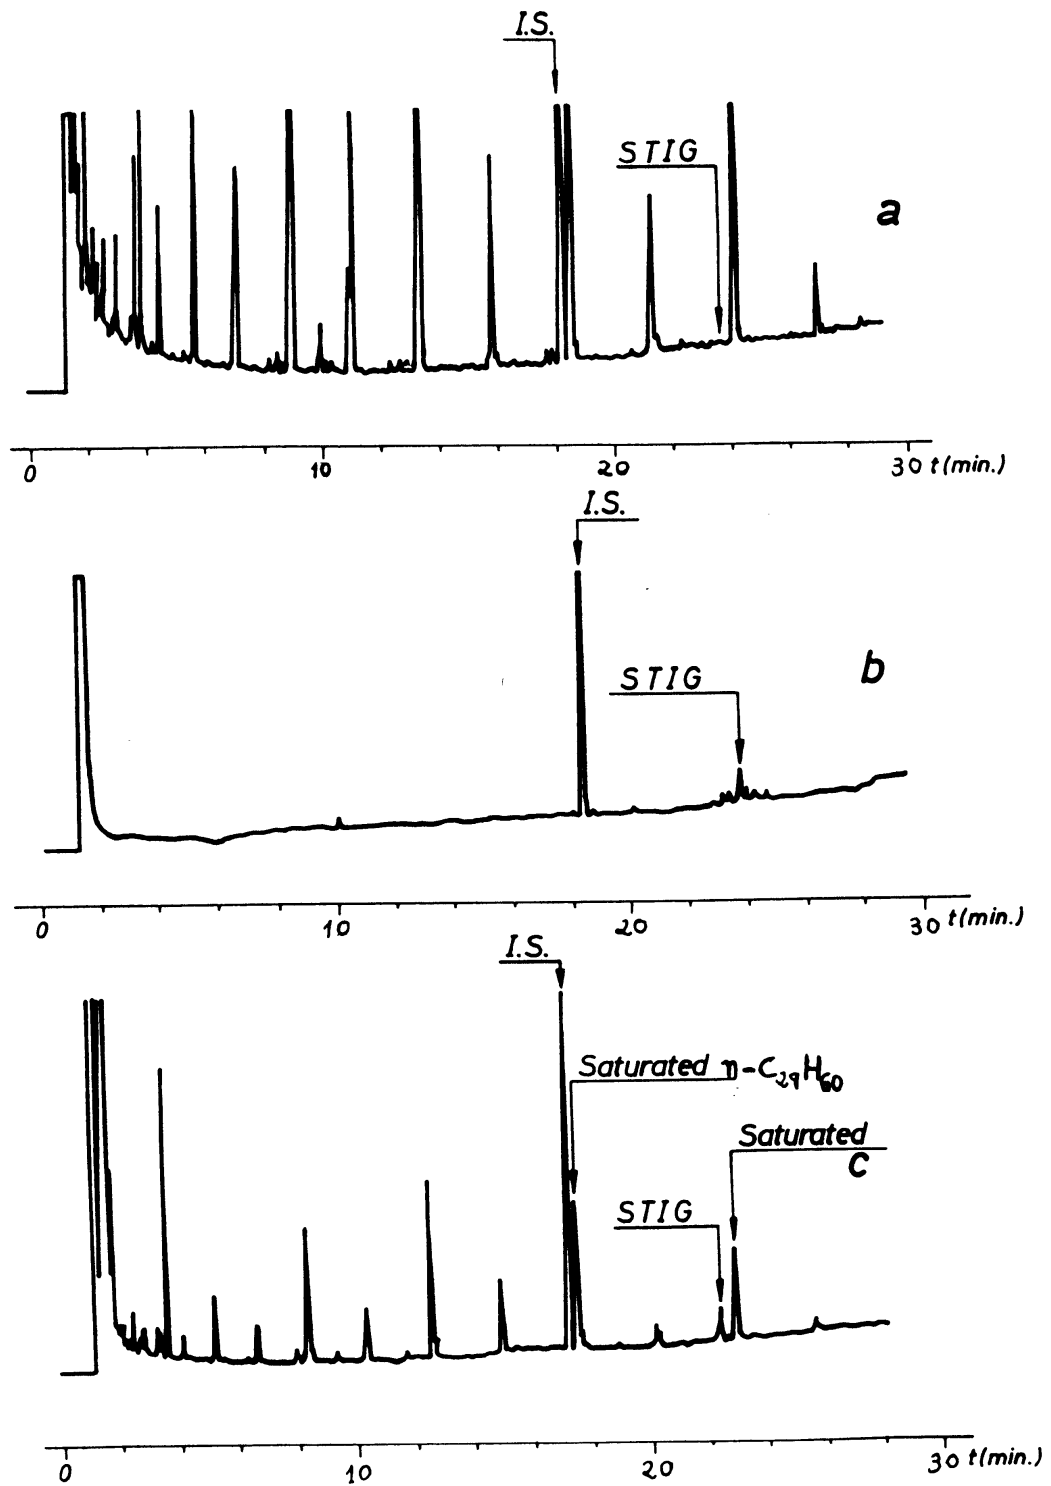 I.S.
STIG
a
0 10 20 30 t(min.)
I.S.
STIG
b
0 10 20 30 t(min.)
I.S.
Saturated n-C₂₉H₆₀
Saturated
c
STIG
0 10 20 30 t(min.)